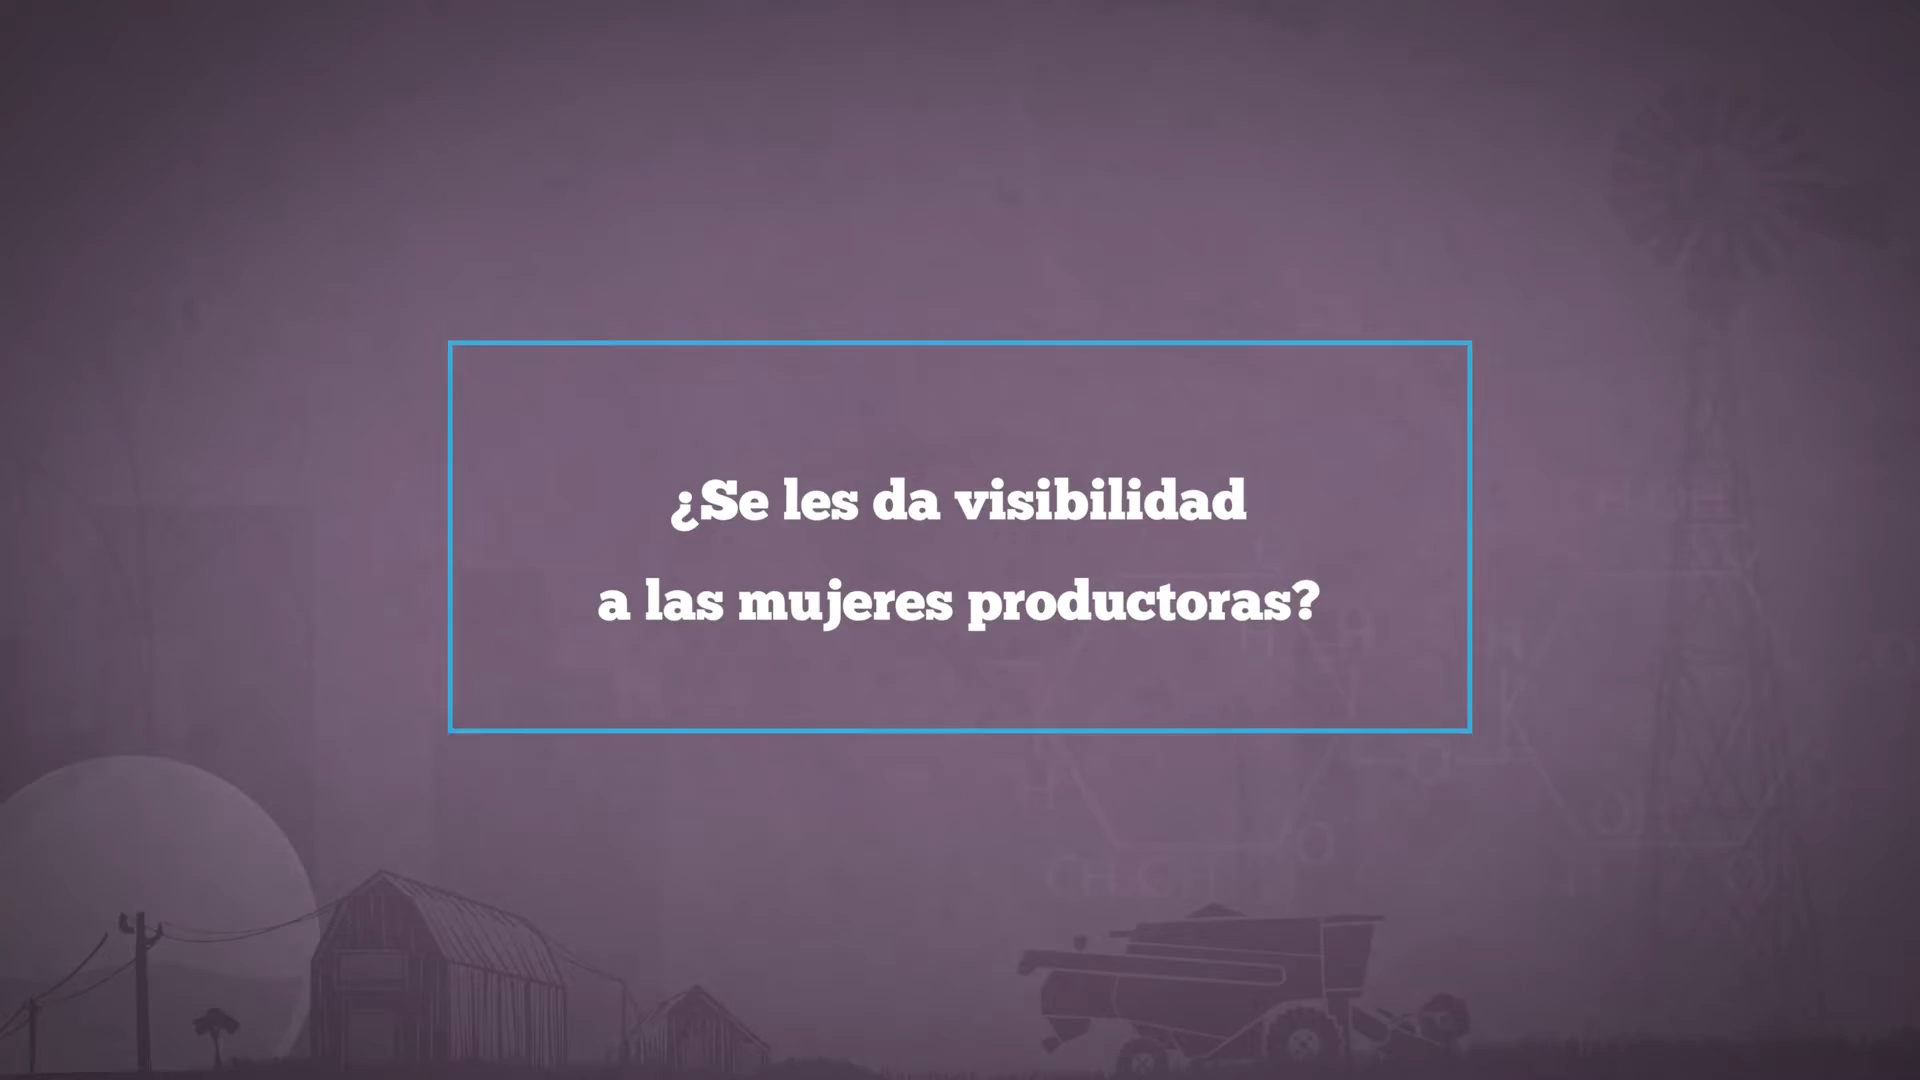 ¿Se les da visibilidad
a las mujeres productoras?